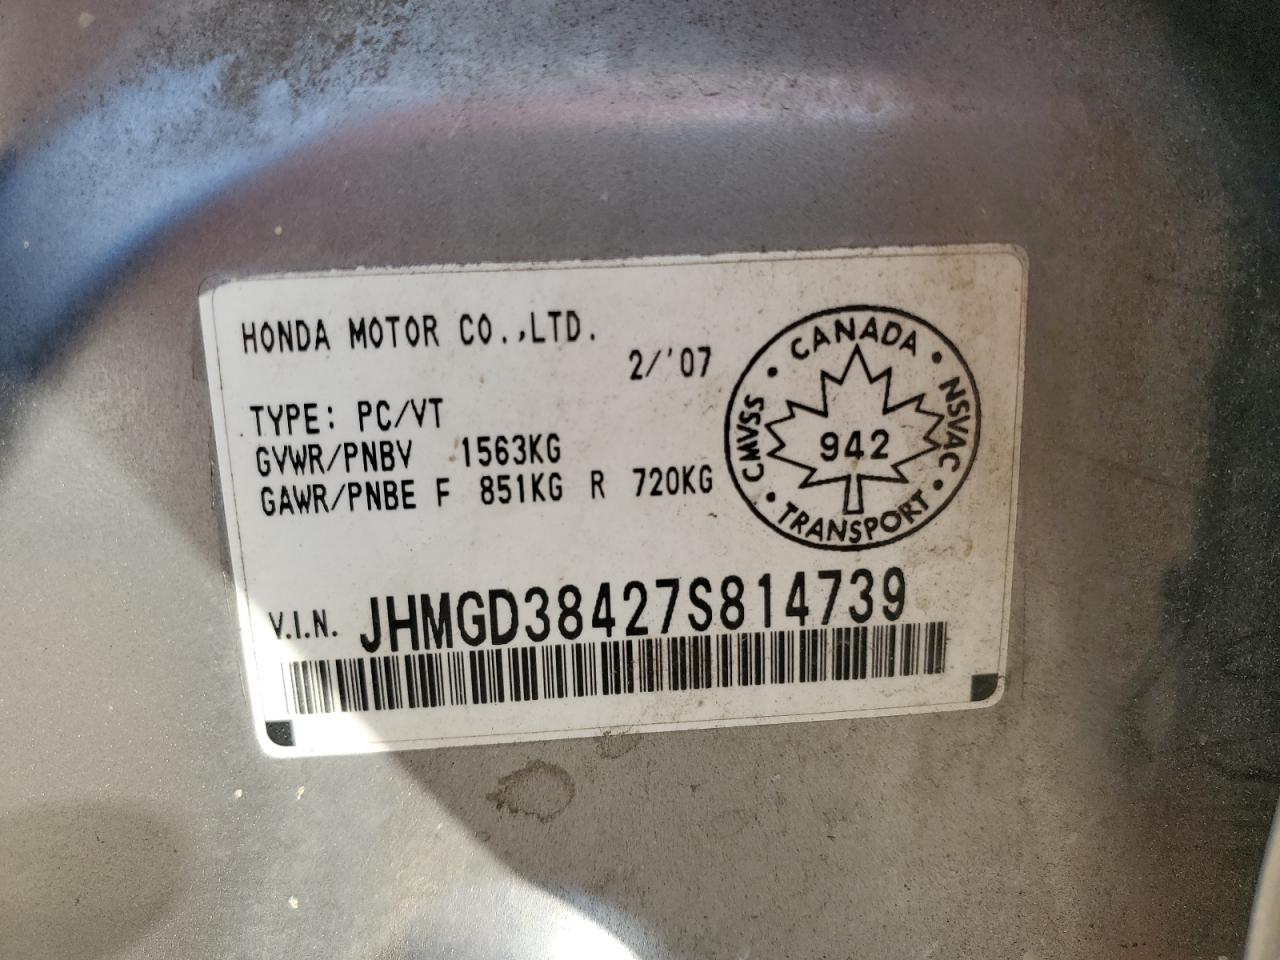 HONDA MOTOR CO.,LTD.
2/'07
TYPE: PC/VT
GVWR/PNBV 1563KG
GAWR/PNBE F 851KG R 720KG
CANADA
CMVSS
942
NSVAC
TRANSPORT
V.I.N. JHMGD38427S814739